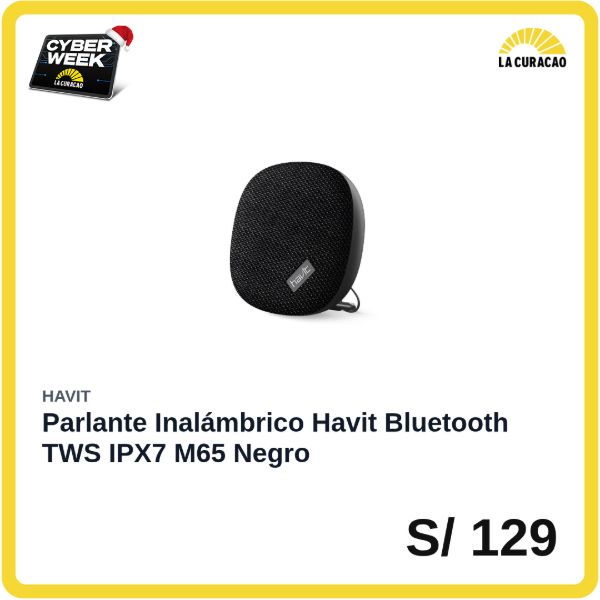 CYBER
WEEK
LA CURACAO
LA CURACAO
havit
HAVIT
Parlante Inalámbrico Havit Bluetooth
TWS IPX7 M65 Negro
S/ 129